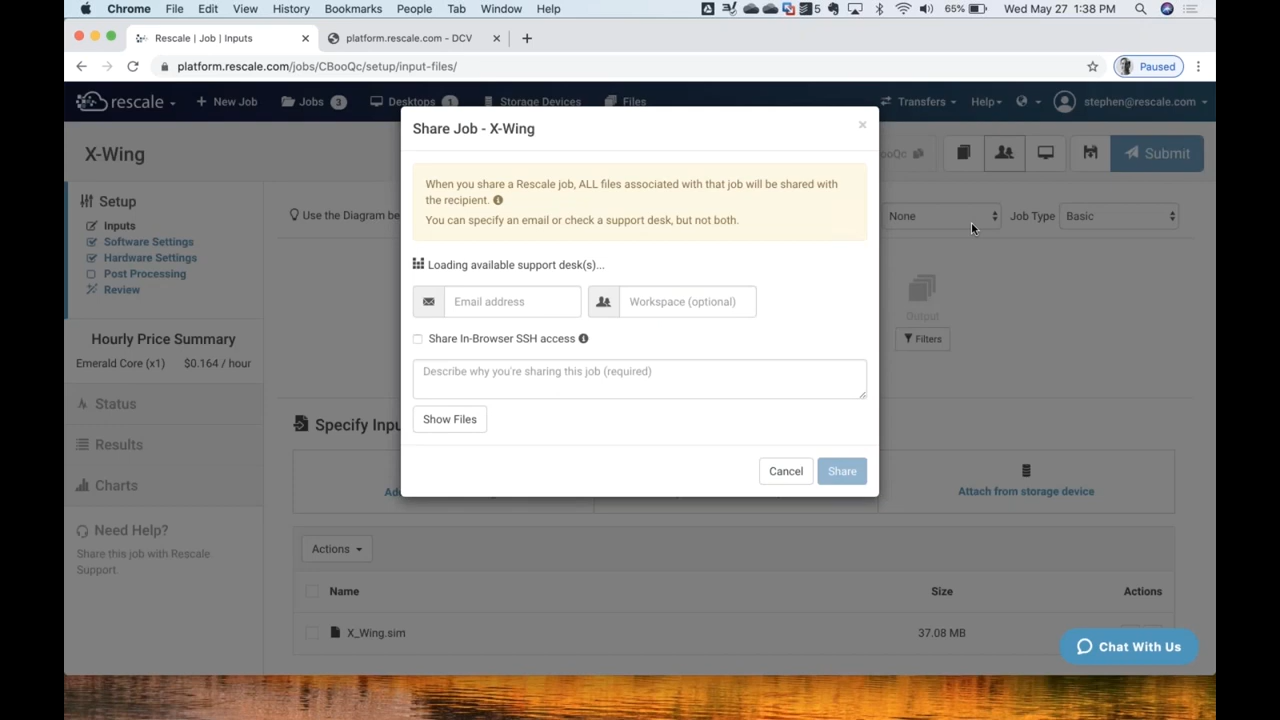 Chrome File Edit View History Bookmarks People Tab Window Help 5 65% Wed May 27 1:38 PM
Rescale | Job | Inputs platform.rescale.com - DCV
platform.rescale.com/jobs/CBooQc/setup/input-files/ Paused
rescale New Job Jobs 3 Desktops 1 Storage Devices Files Transfers Help stephen@rescale.com
X-Wing ooQc Submit
Share Job - X-Wing ×
When you share a Rescale job, ALL files associated with that job will be shared with
the recipient.
You can specify an email or check a support desk, but not both.
Loading available support desk(s)...
Email address Workspace (optional)
Share In-Browser SSH access
Describe why you're sharing this job (required)
Show Files
Cancel Share
Setup
Inputs
Software Settings
Hardware Settings
Post Processing
Review
Hourly Price Summary
Emerald Core (x1) $0.164 / hour
Status
Results
Charts
Need Help?
Share this job with Rescale
Support.
Use the Diagram be None Job Type Basic
Output
Filters
Specify Inpu
Ad Attach from storage device
Actions
Name Size Actions
X_Wing.sim 37.08 MB
Chat With Us